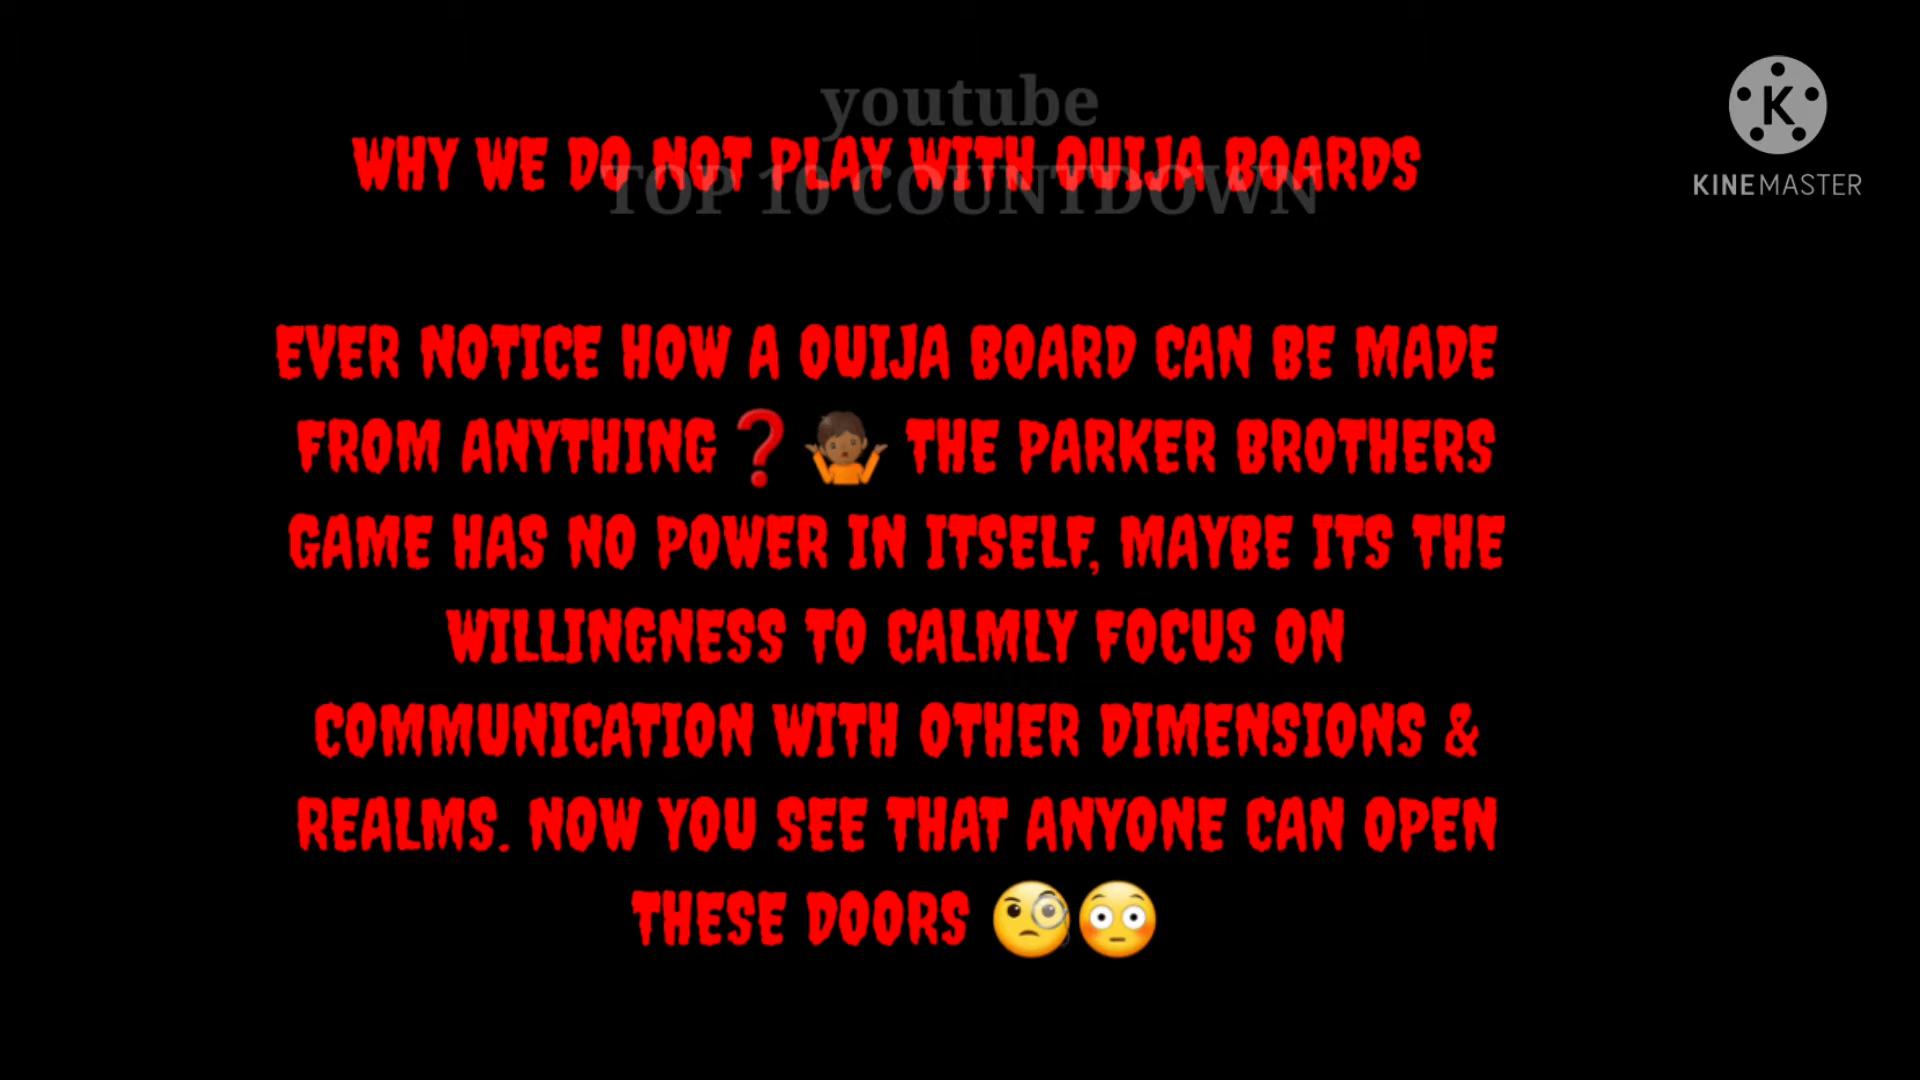 youtube
WHY WE DO NOT PLAY WITH OUIJA BOARDS
TOP 10 COUNTDOWN
K
KINEMASTER
EVER NOTICE HOW A OUIJA BOARD CAN BE MADE
FROM ANYTHING❓🤷🏾 THE PARKER BROTHERS
GAME HAS NO POWER IN ITSELF, MAYBE ITS THE
WILLINGNESS TO CALMLY FOCUS ON
COMMUNICATION WITH OTHER DIMENSIONS &
REALMS. NOW YOU SEE THAT ANYONE CAN OPEN
THESE DOORS 🧐😳